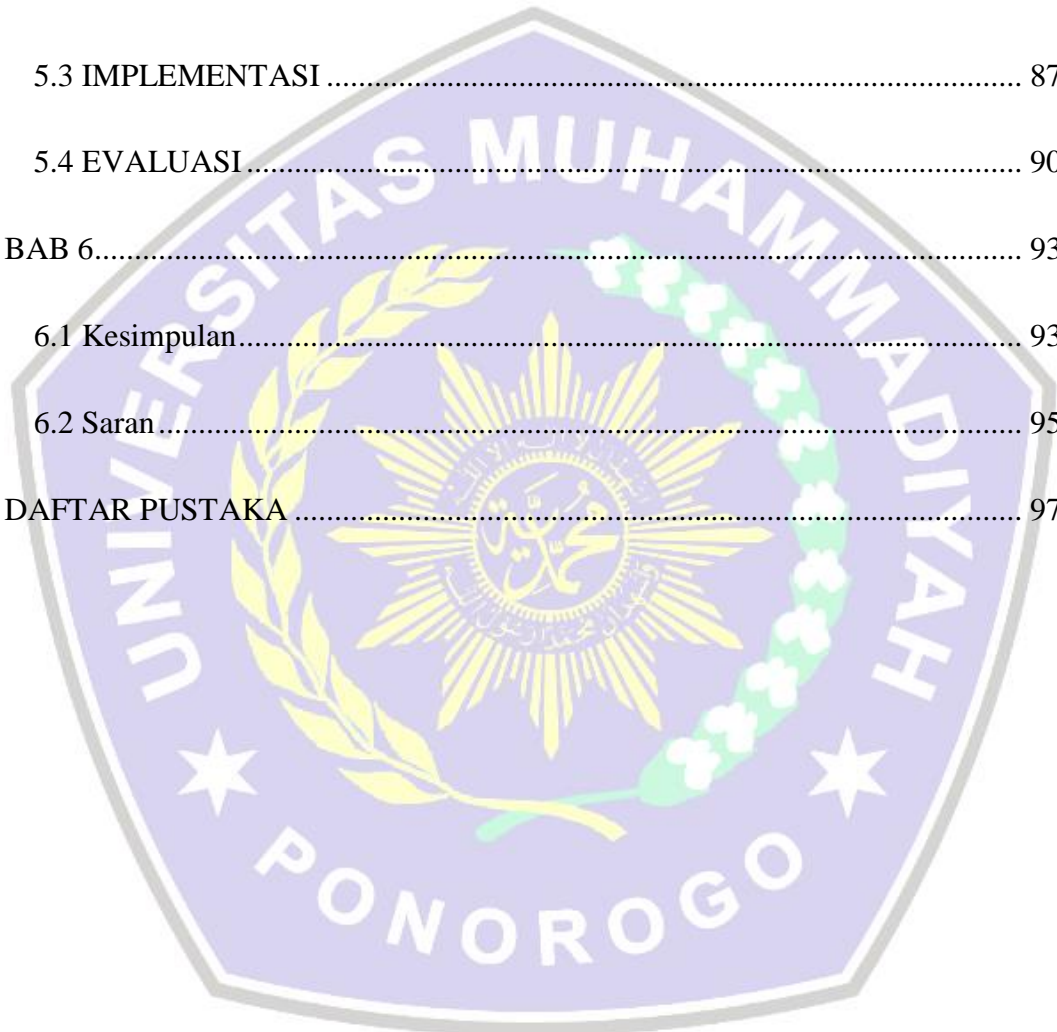 5.3 IMPLEMENTASI ........................................................................................ 87
5.4 EVALUASI .................................................................................................. 90
BAB 6..................................................................................................................... 93
6.1 Kesimpulan................................................................................................... 93
6.2 Saran ............................................................................................................. 95
DAFTAR PUSTAKA ............................................................................................ 97
UNIVERSITAS MUHAMMADIYAH
PONOROGO